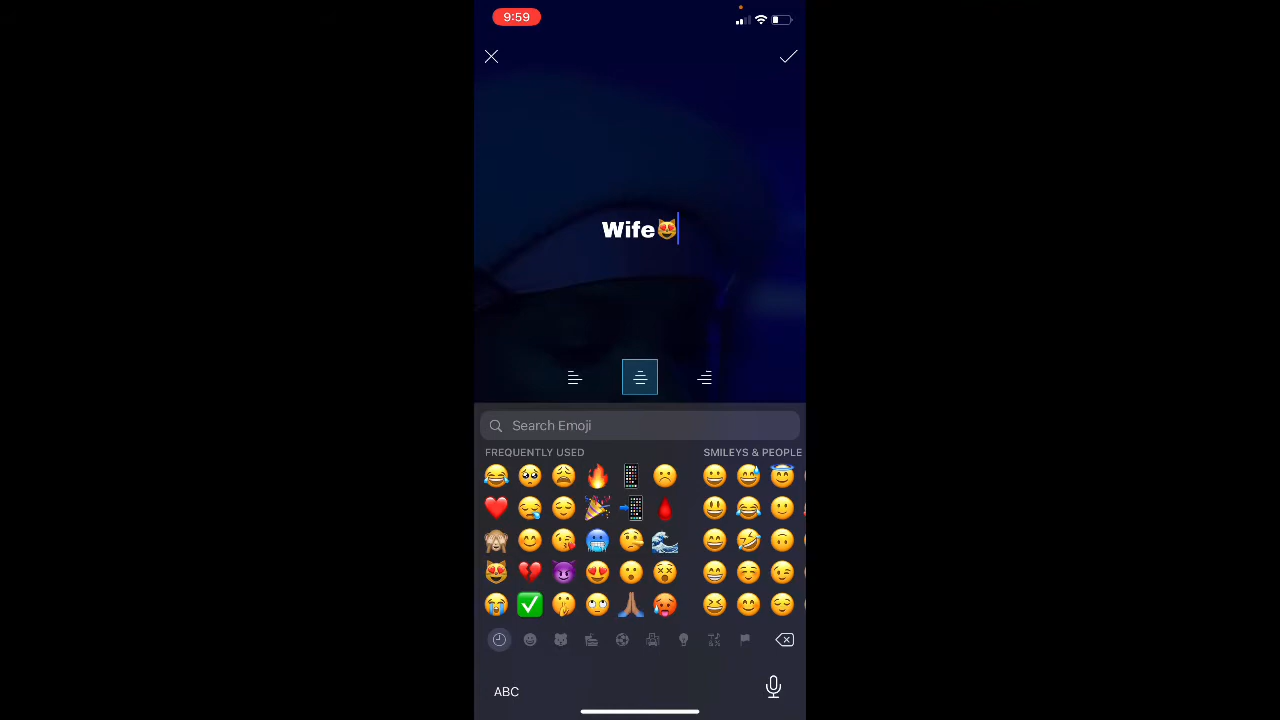 9:59
Wife😻
Search Emoji
FREQUENTLY USED
SMILEYS & PEOPLE
ABC